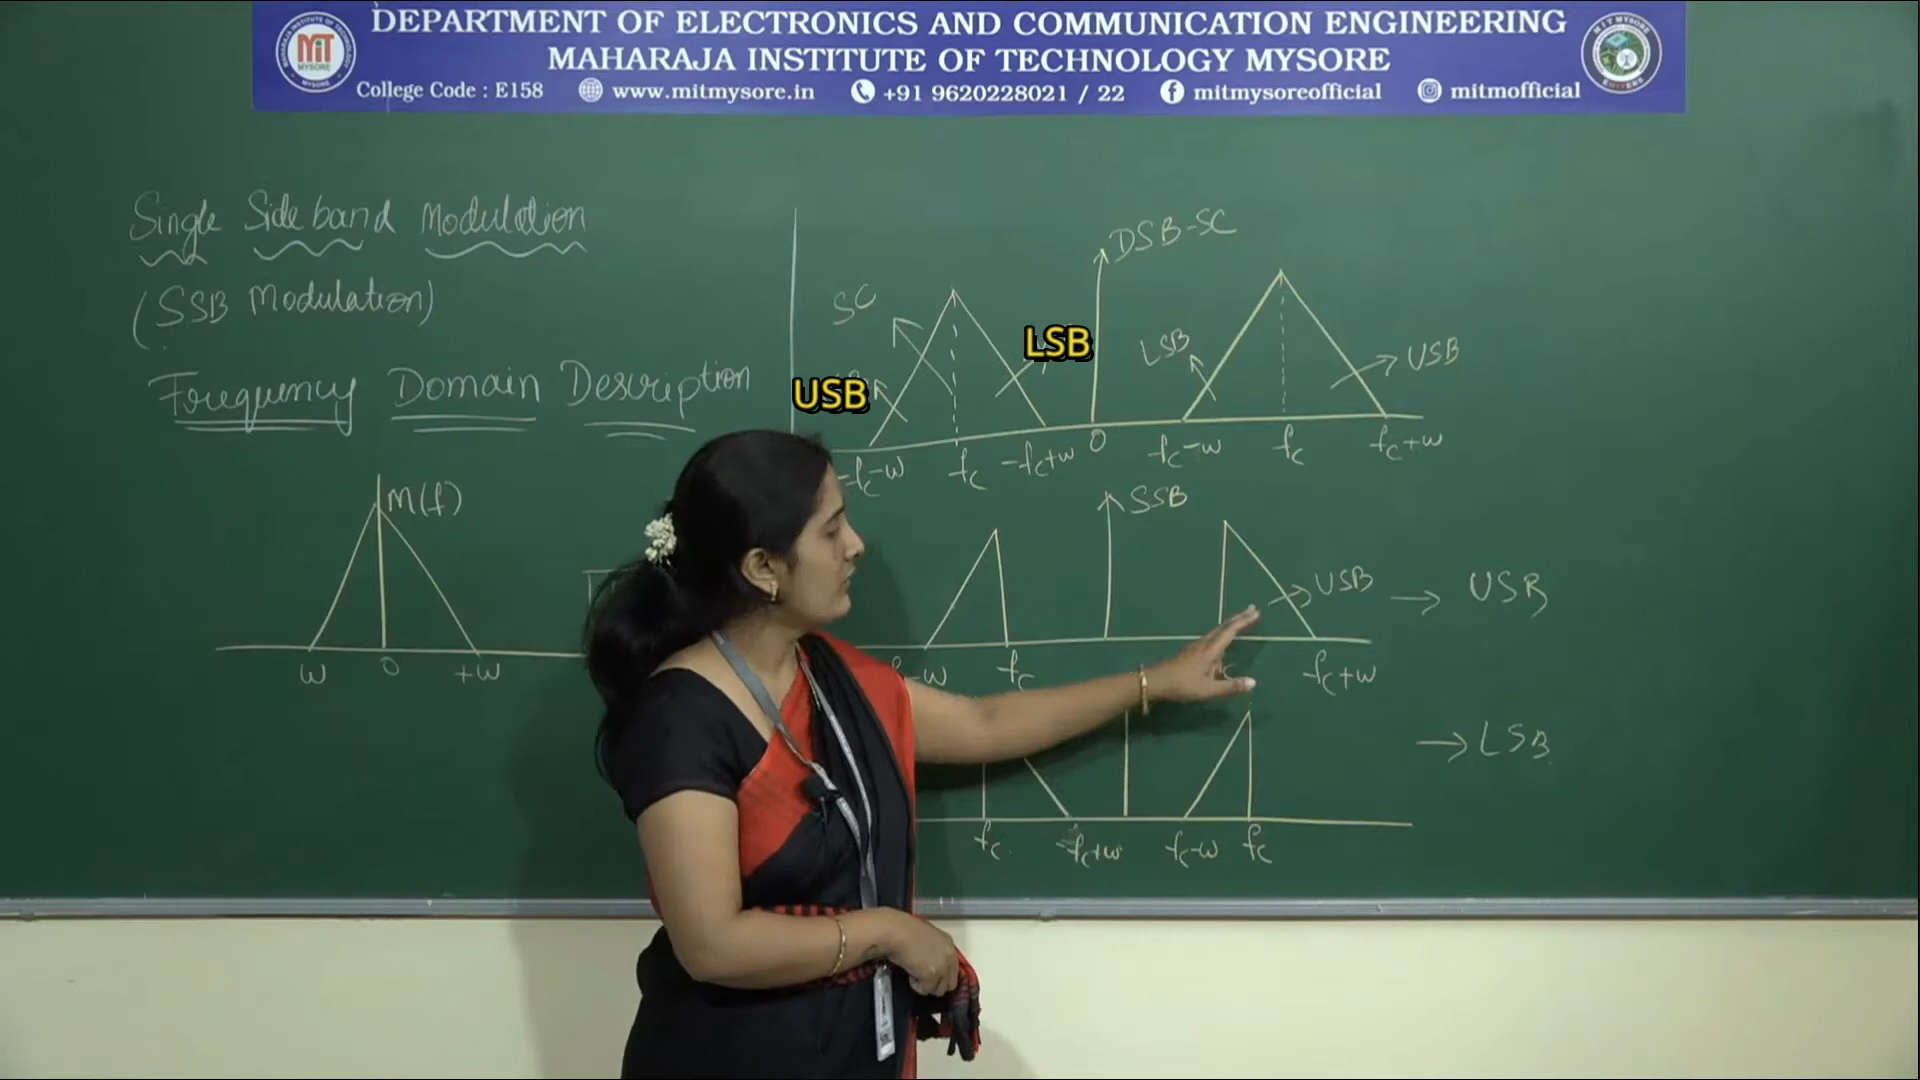 DEPARTMENT OF ELECTRONICS AND COMMUNICATION ENGINEERING
MAHARAJA INSTITUTE OF TECHNOLOGY MYSORE
College Code : E158 www.mitmysore.in +91 9620228021 / 22 mitmysoreofficial mitmofficial
MIT
MYSORE
Single Side band Modulation
(SSB Modulation)
Frequency Domain Description
M(f)
w 0 +w
DSB-SC
SC
USB
LSB
LSB
USB
-fc-w fc -fc+w 0 fc-w fc fc+w
SSB
USB → USB
-w fc fc+w
→ LSB
fc -fc+w fc-w fc